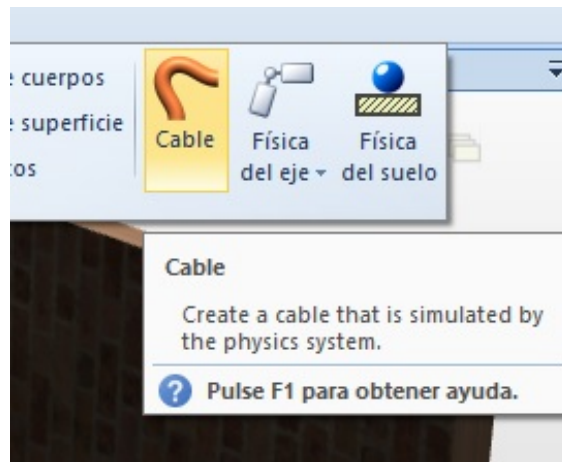 cuerpos
superficie
Cable
Física del eje
Física del suelo
Cable
Create a cable that is simulated by
the physics system.
Pulse F1 para obtener ayuda.